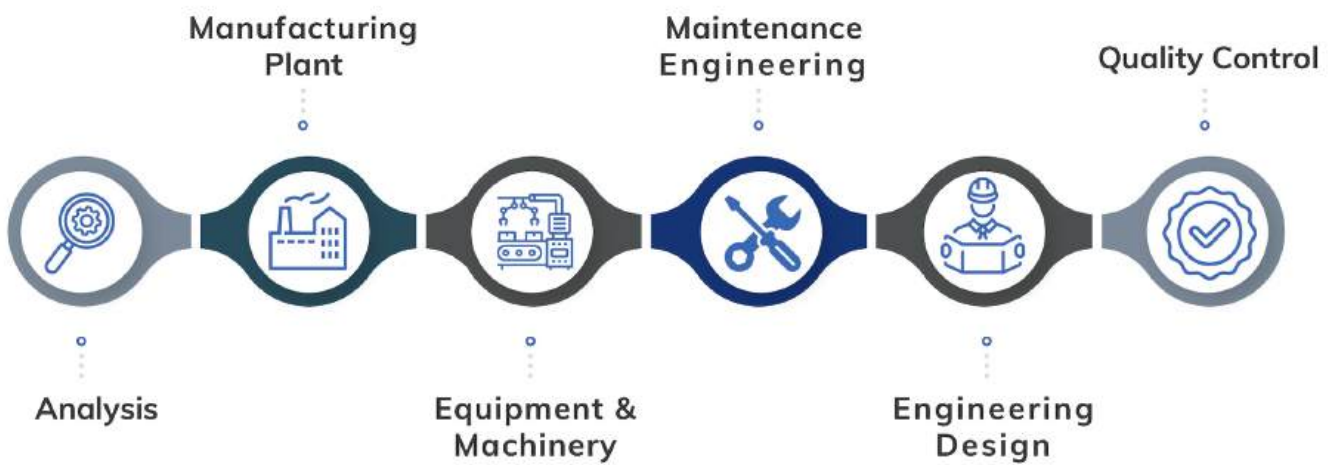 Manufacturing
Plant
Maintenance
Engineering
Quality Control
Analysis
Equipment &
Machinery
Engineering
Design